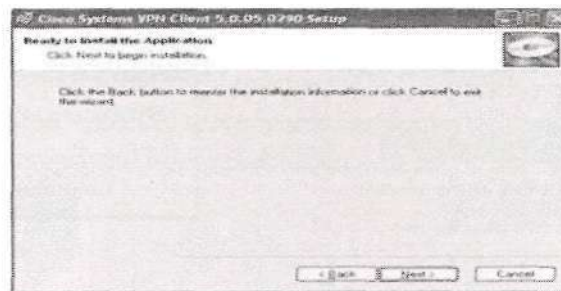 Cisco Systems VPN Client 5.0.05.0290 Setup
Ready to Install the Application
Click Next to begin installation.
Click the Back button to reenter the installation information or click Cancel to exit
the wizard.
< Back
Next >
Cancel